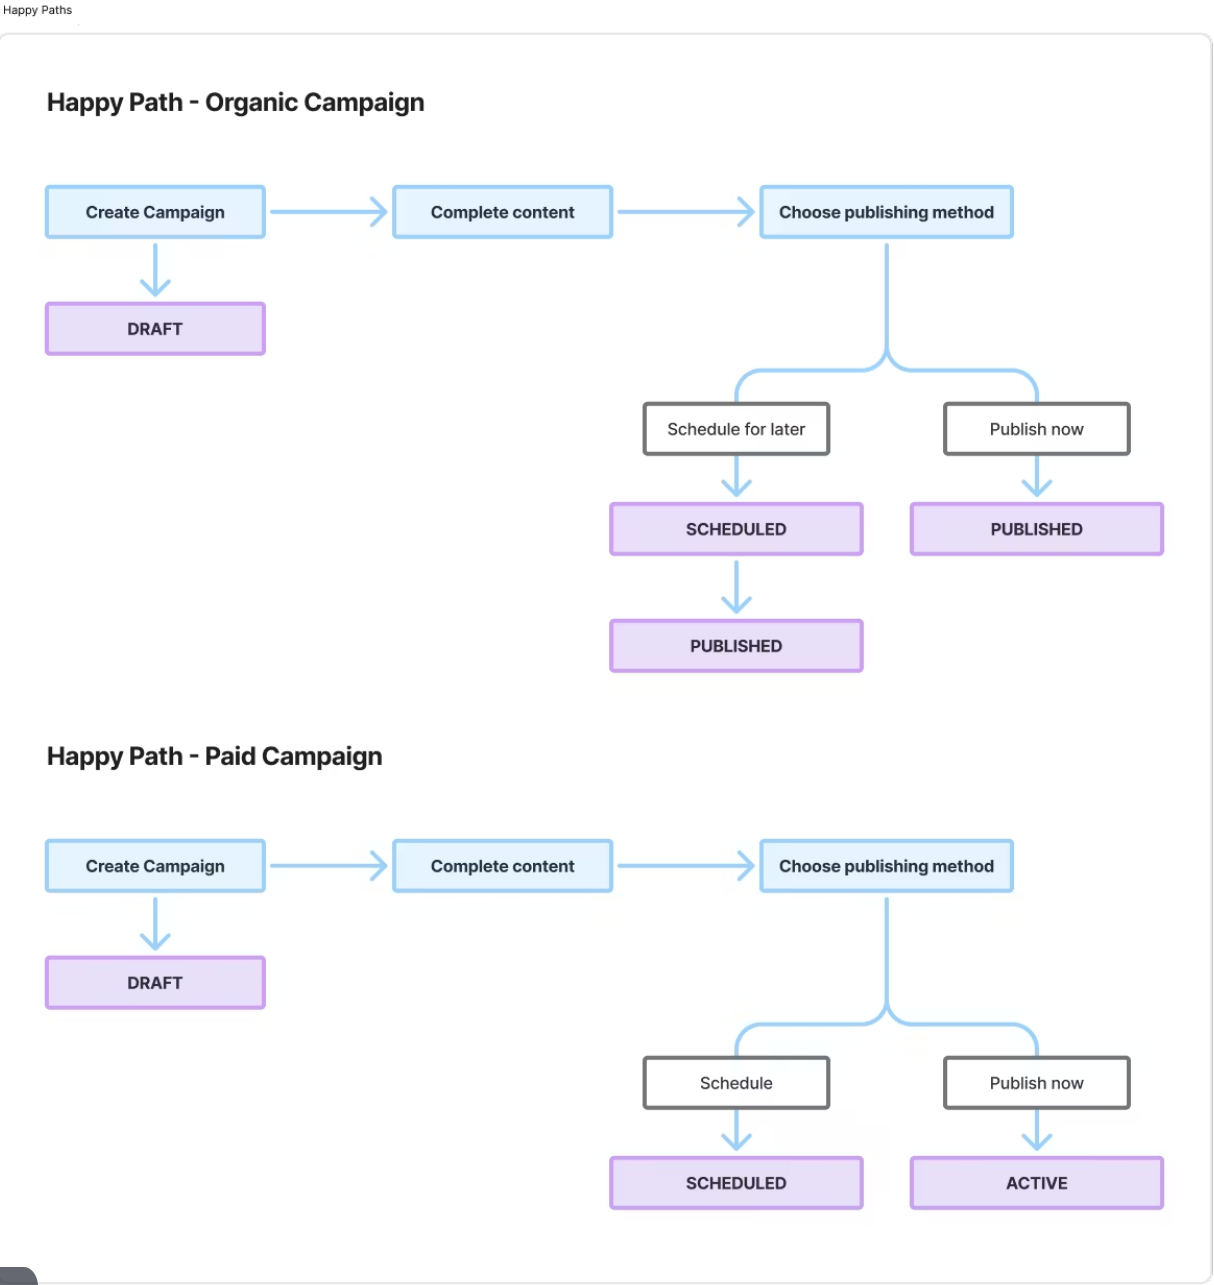 Happy Paths
Happy Path - Organic Campaign
Create Campaign
Complete content
Choose publishing method
DRAFT
Schedule for later
Publish now
SCHEDULED
PUBLISHED
PUBLISHED
Happy Path - Paid Campaign
Create Campaign
Complete content
Choose publishing method
DRAFT
Schedule
Publish now
SCHEDULED
ACTIVE